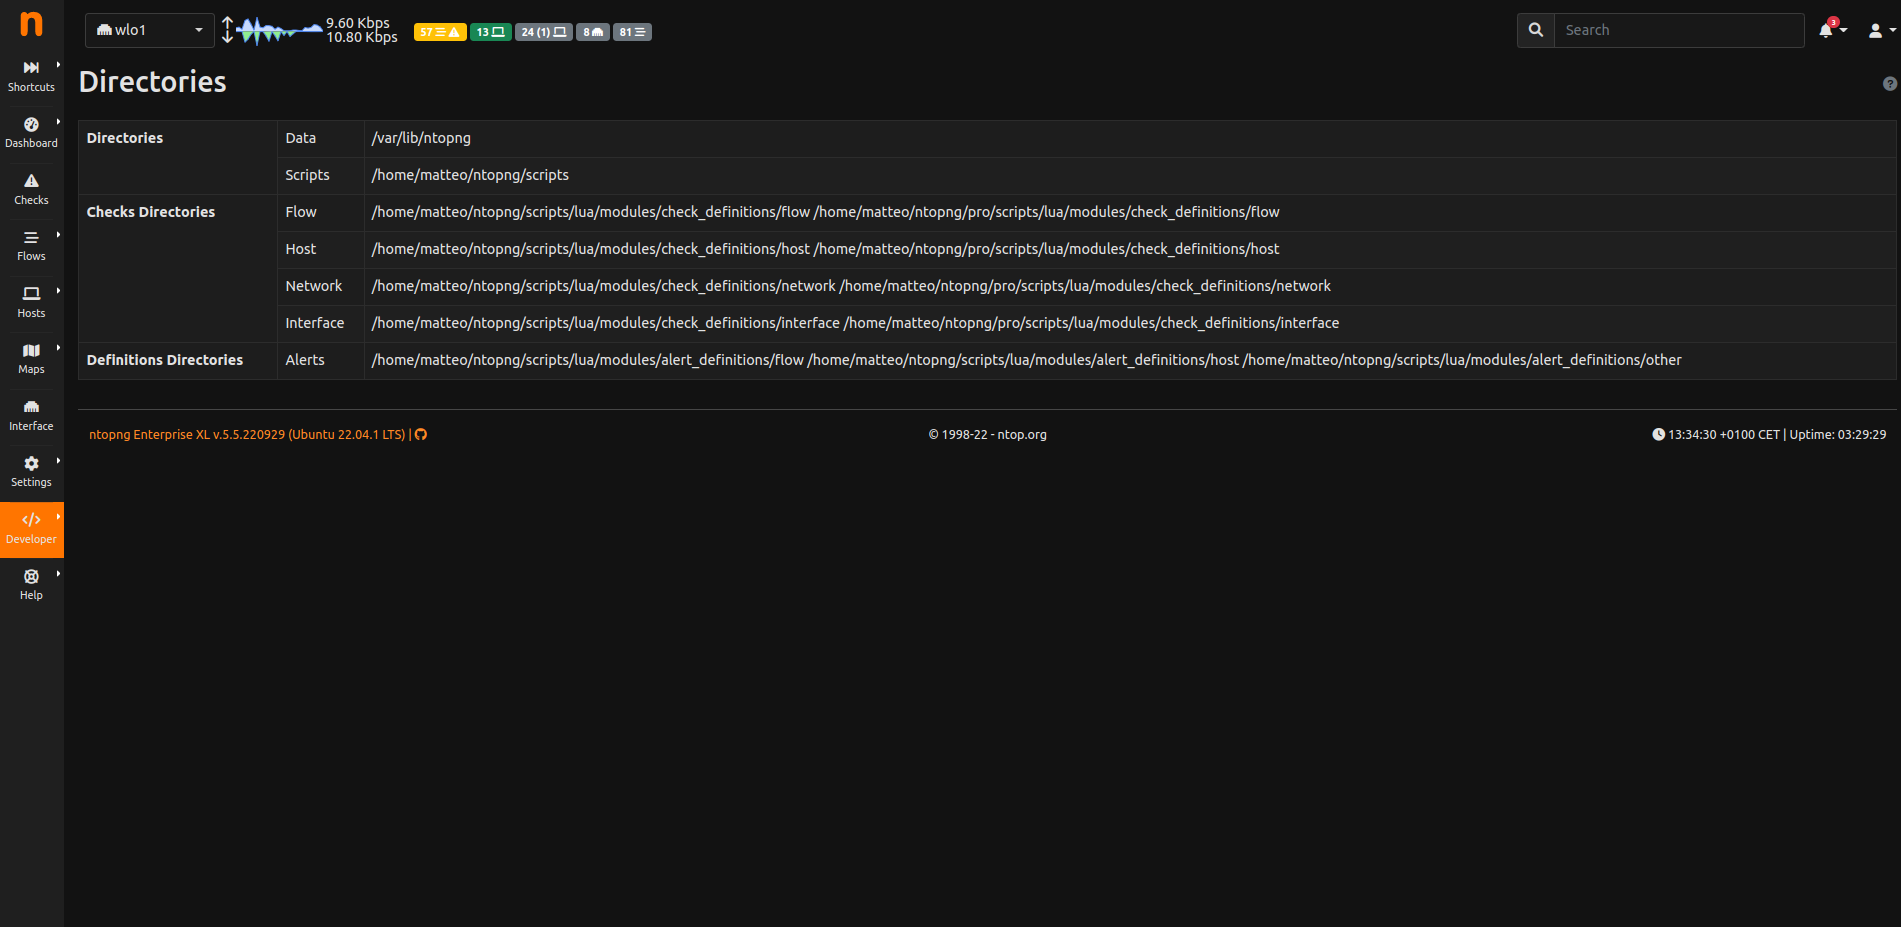 n
wlo1
9.60 Kbps
10.80 Kbps
57
13
24 (1)
8
81
Search
3
Shortcuts
Dashboard
Checks
Flows
Hosts
Maps
Interface
Settings
Developer
Help
Directories
?
Directories Data /var/lib/ntopng
Scripts /home/matteo/ntopng/scripts
Checks Directories Flow /home/matteo/ntopng/scripts/lua/modules/check_definitions/flow /home/matteo/ntopng/pro/scripts/lua/modules/check_definitions/flow
Host /home/matteo/ntopng/scripts/lua/modules/check_definitions/host /home/matteo/ntopng/pro/scripts/lua/modules/check_definitions/host
Network /home/matteo/ntopng/scripts/lua/modules/check_definitions/network /home/matteo/ntopng/pro/scripts/lua/modules/check_definitions/network
Interface /home/matteo/ntopng/scripts/lua/modules/check_definitions/interface /home/matteo/ntopng/pro/scripts/lua/modules/check_definitions/interface
Definitions Directories Alerts /home/matteo/ntopng/scripts/lua/modules/alert_definitions/flow /home/matteo/ntopng/scripts/lua/modules/alert_definitions/host /home/matteo/ntopng/scripts/lua/modules/alert_definitions/other
ntopng Enterprise XL v.5.5.220929 (Ubuntu 22.04.1 LTS) |
© 1998-22 - ntop.org
13:34:30 +0100 CET | Uptime: 03:29:29